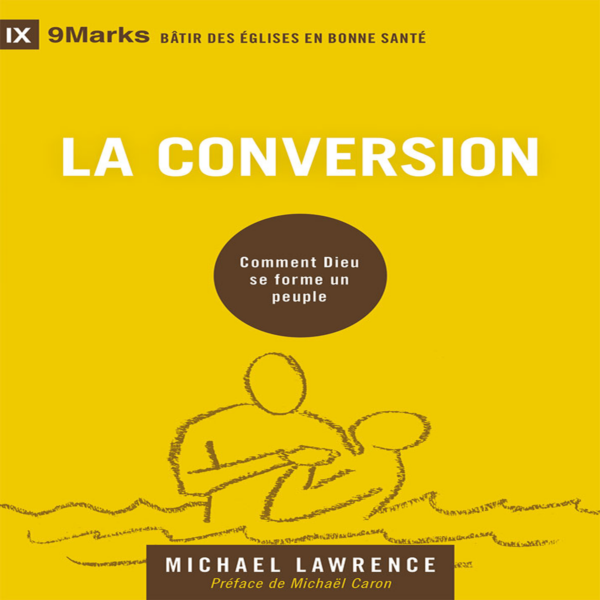 IX 9Marks BÂTIR DES ÉGLISES EN BONNE SANTÉ
LA CONVERSION
Comment Dieu
se forme un
peuple
MICHAEL LAWRENCE
Préface de Michaël Caron